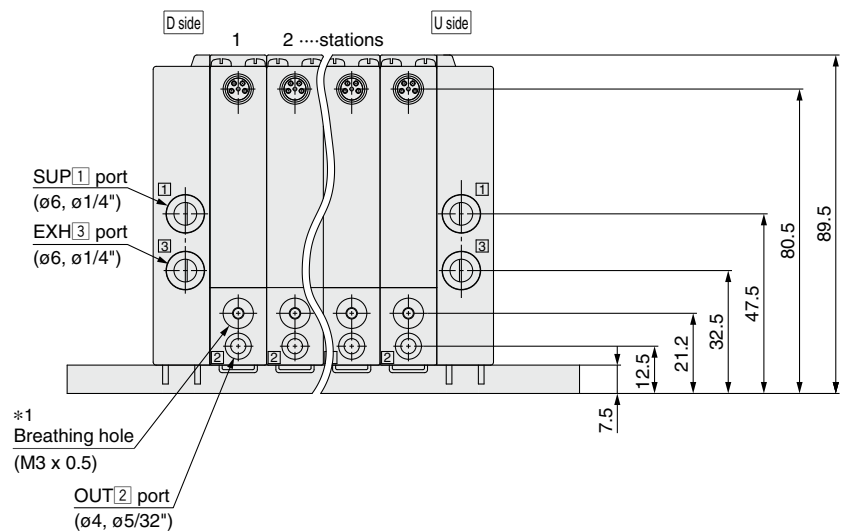 D side
U side
1 2 ····stations
SUP1 port
(ø6, ø1/4")
EXH3 port
(ø6, ø1/4")
1
3
1
3
2
2
2
*1
Breathing hole
(M3 x 0.5)
OUT2 port
(ø4, ø5/32")
7.5
12.5
21.2
32.5
47.5
80.5
89.5